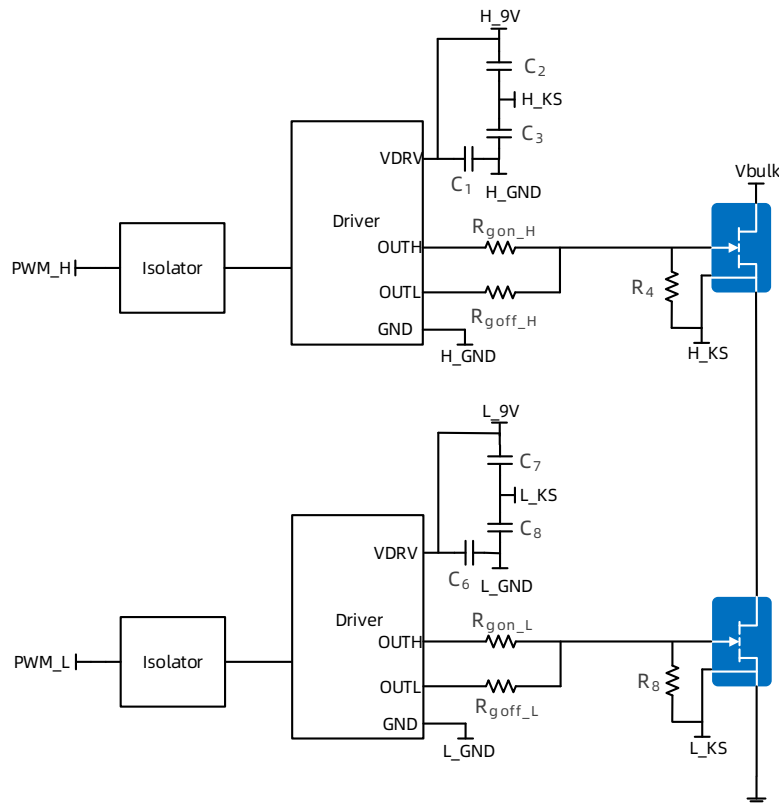 H_9V
C2
H_KS
C3
VDRV
C1
H_GND
Vbulk
Driver
Rgon_H
OUTH
PWM_H
Isolator
OUTL
R4
Rgoff_H
GND
H_GND
H_KS
L_9V
C7
L_KS
C8
VDRV
C6
L_GND
Driver
Rgon_L
OUTH
PWM_L
Isolator
OUTL
R8
Rgoff_L
GND
L_GND
L_KS